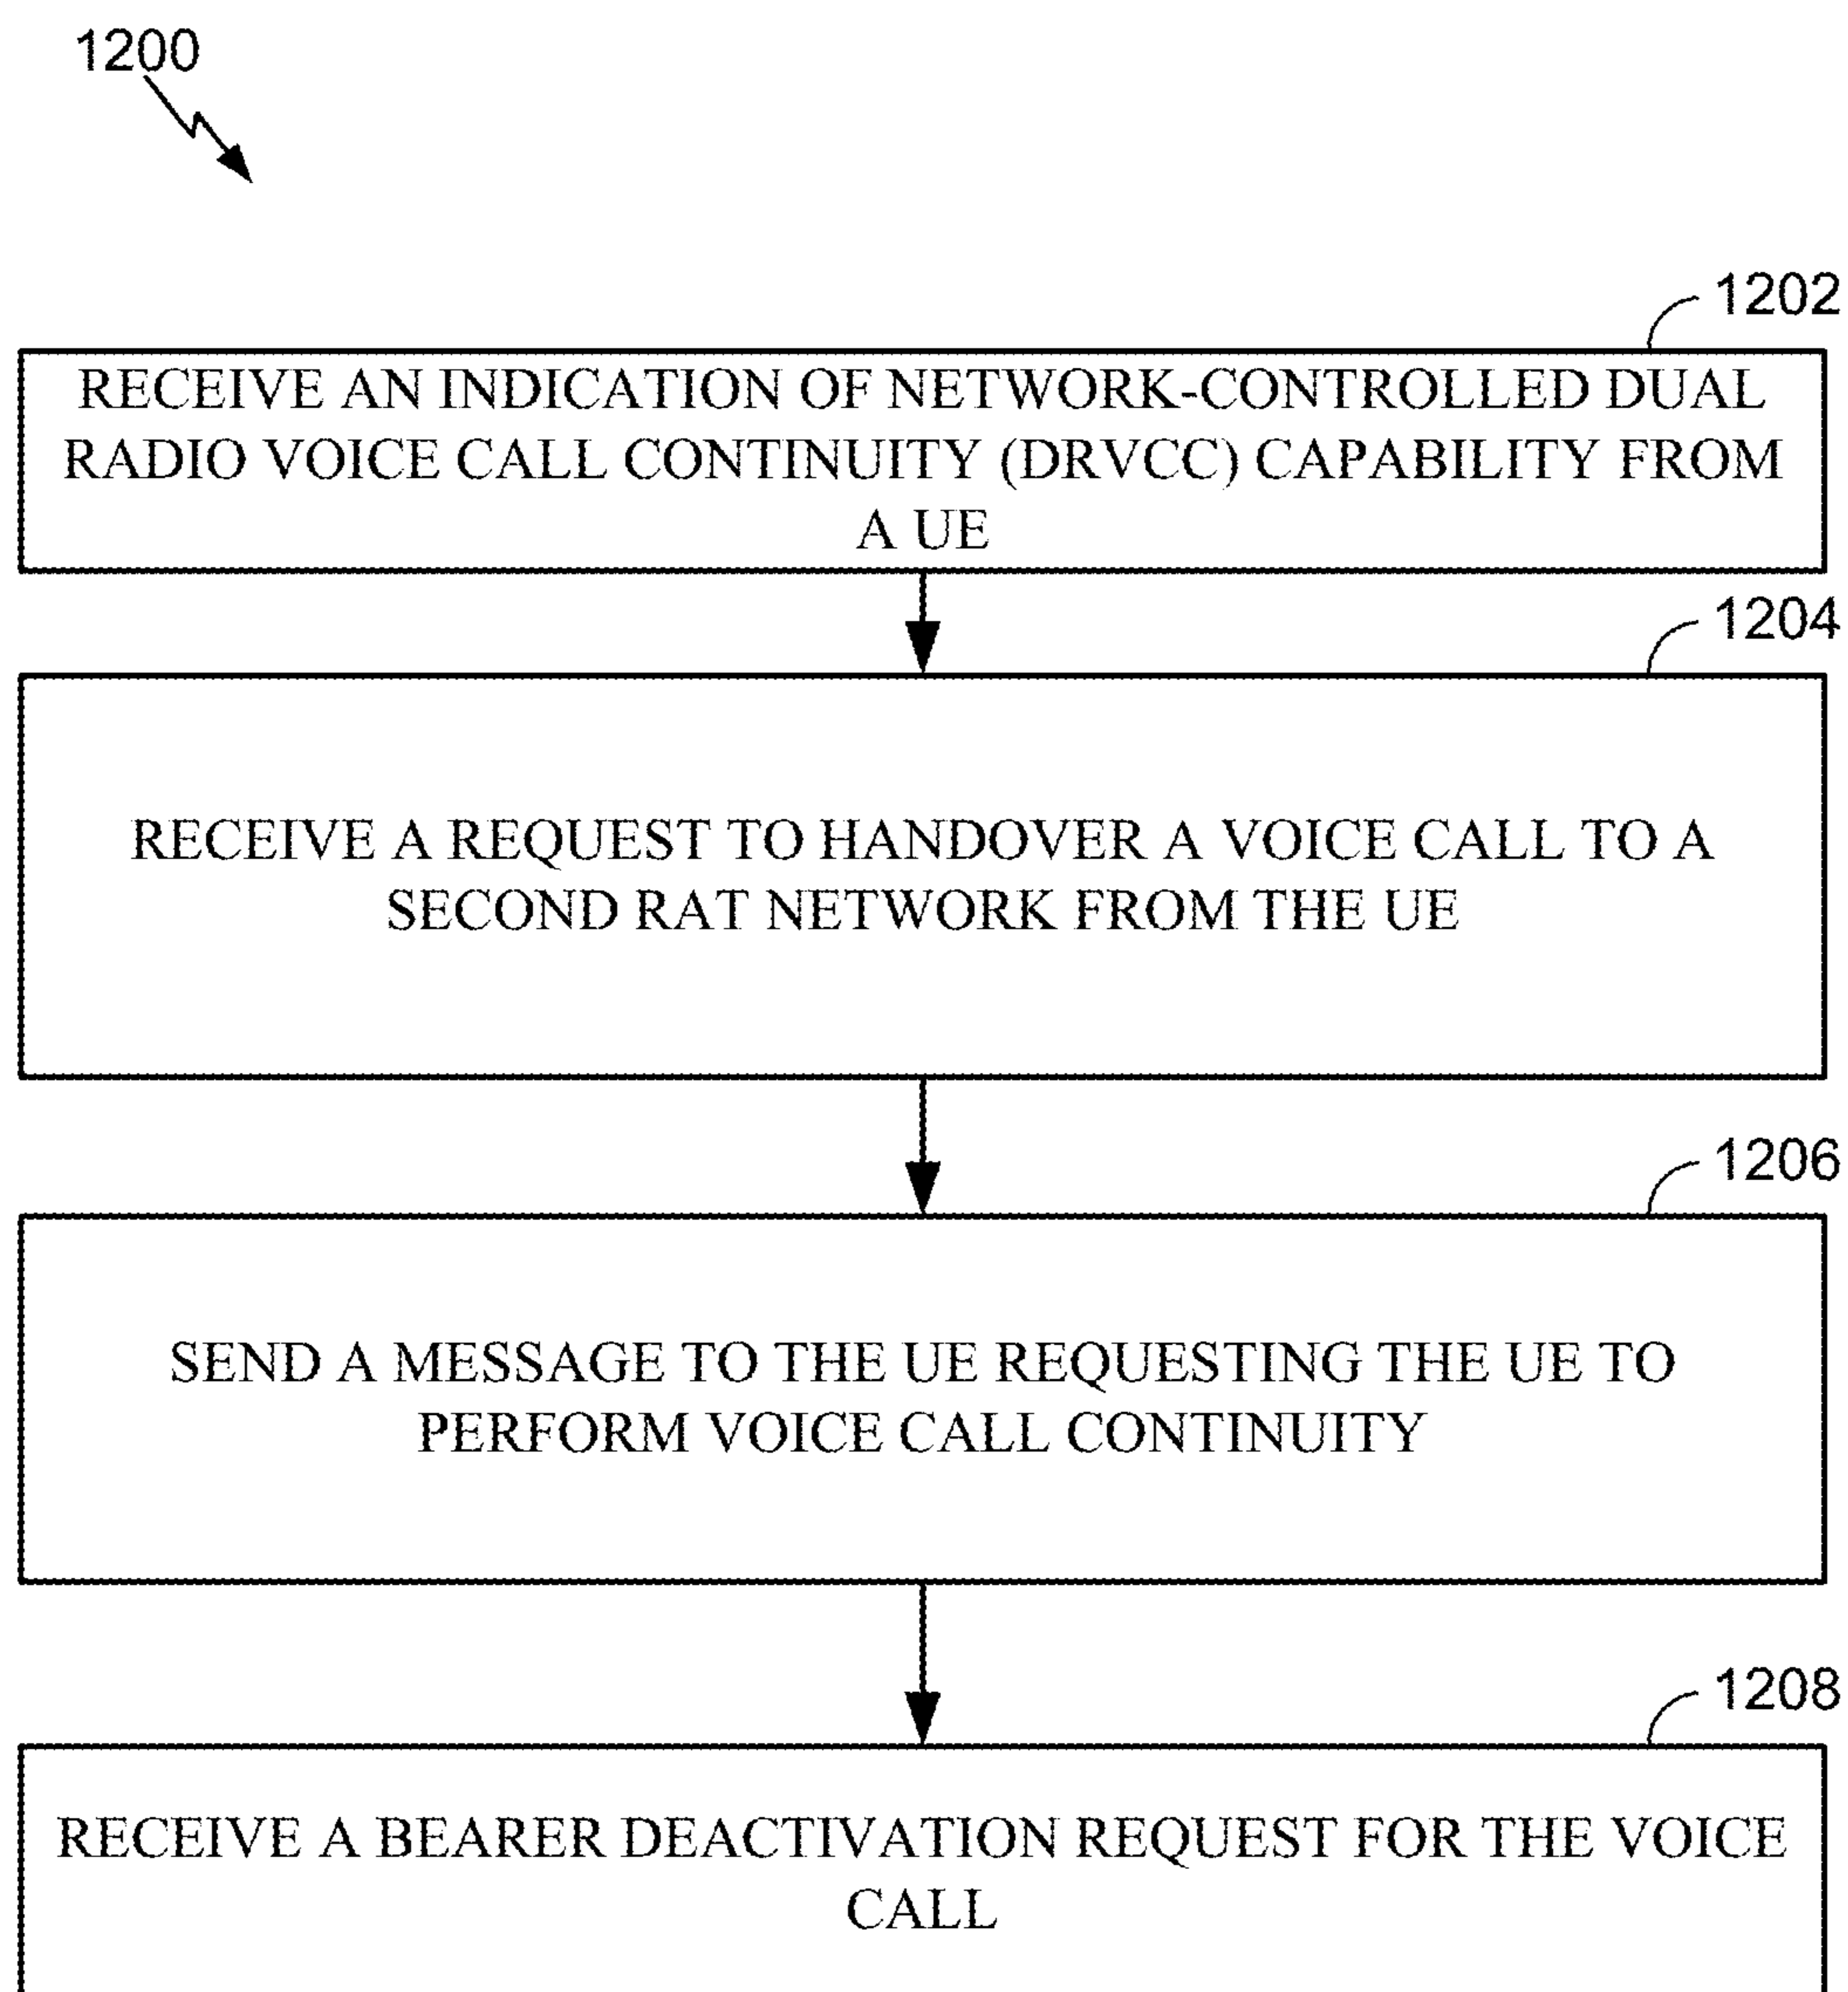 1200
1202
RECEIVE AN INDICATION OF NETWORK-CONTROLLED DUAL
RADIO VOICE CALL CONTINUITY (DRVCC) CAPABILITY FROM
A UE
1204
RECEIVE A REQUEST TO HANDOVER A VOICE CALL TO A
SECOND RAT NETWORK FROM THE UE
1206
SEND A MESSAGE TO THE UE REQUESTING THE UE TO
PERFORM VOICE CALL CONTINUITY
1208
RECEIVE A BEARER DEACTIVATION REQUEST FOR THE VOICE
CALL